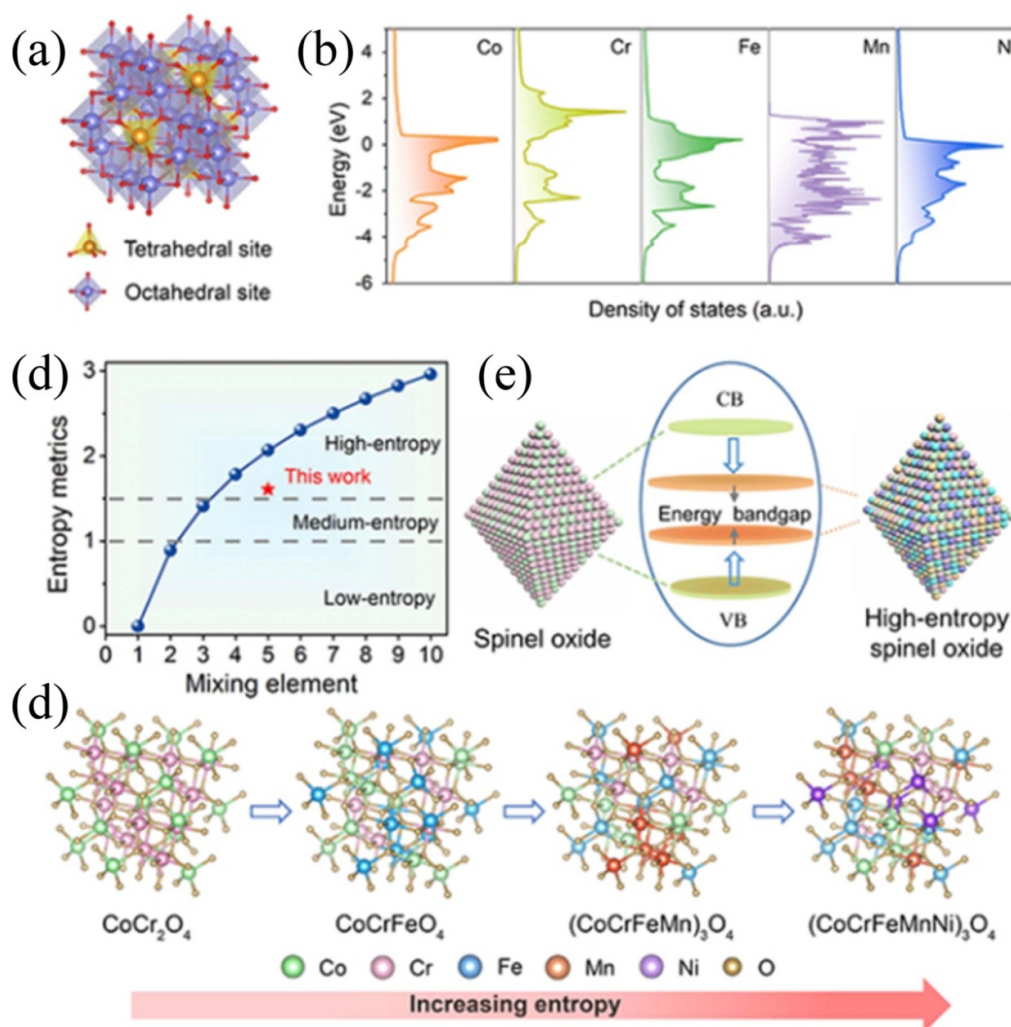 (a)
Tetrahedral site
Octahedral site
(b)
Co
Cr
Fe
Mn
4
2
0
-2
-4
-6
Energy (eV)
Density of states (a.u.)
(d)
3
2
1
0
Entropy metrics
High-entropy
This work
Medium-entropy
Low-entropy
0 1 2 3 4 5 6 7 8 9 10
Mixing element
(e)
CB
Energy bandgap
VB
Spinel oxide
High-entropy
spinel oxide
(d)
CoCr₂O₄
CoCrFeO₄
(CoCrFeMn)₃O₄
(CoCrFeMnNi)₃O₄
Co Cr Fe Mn Ni O
Increasing entropy